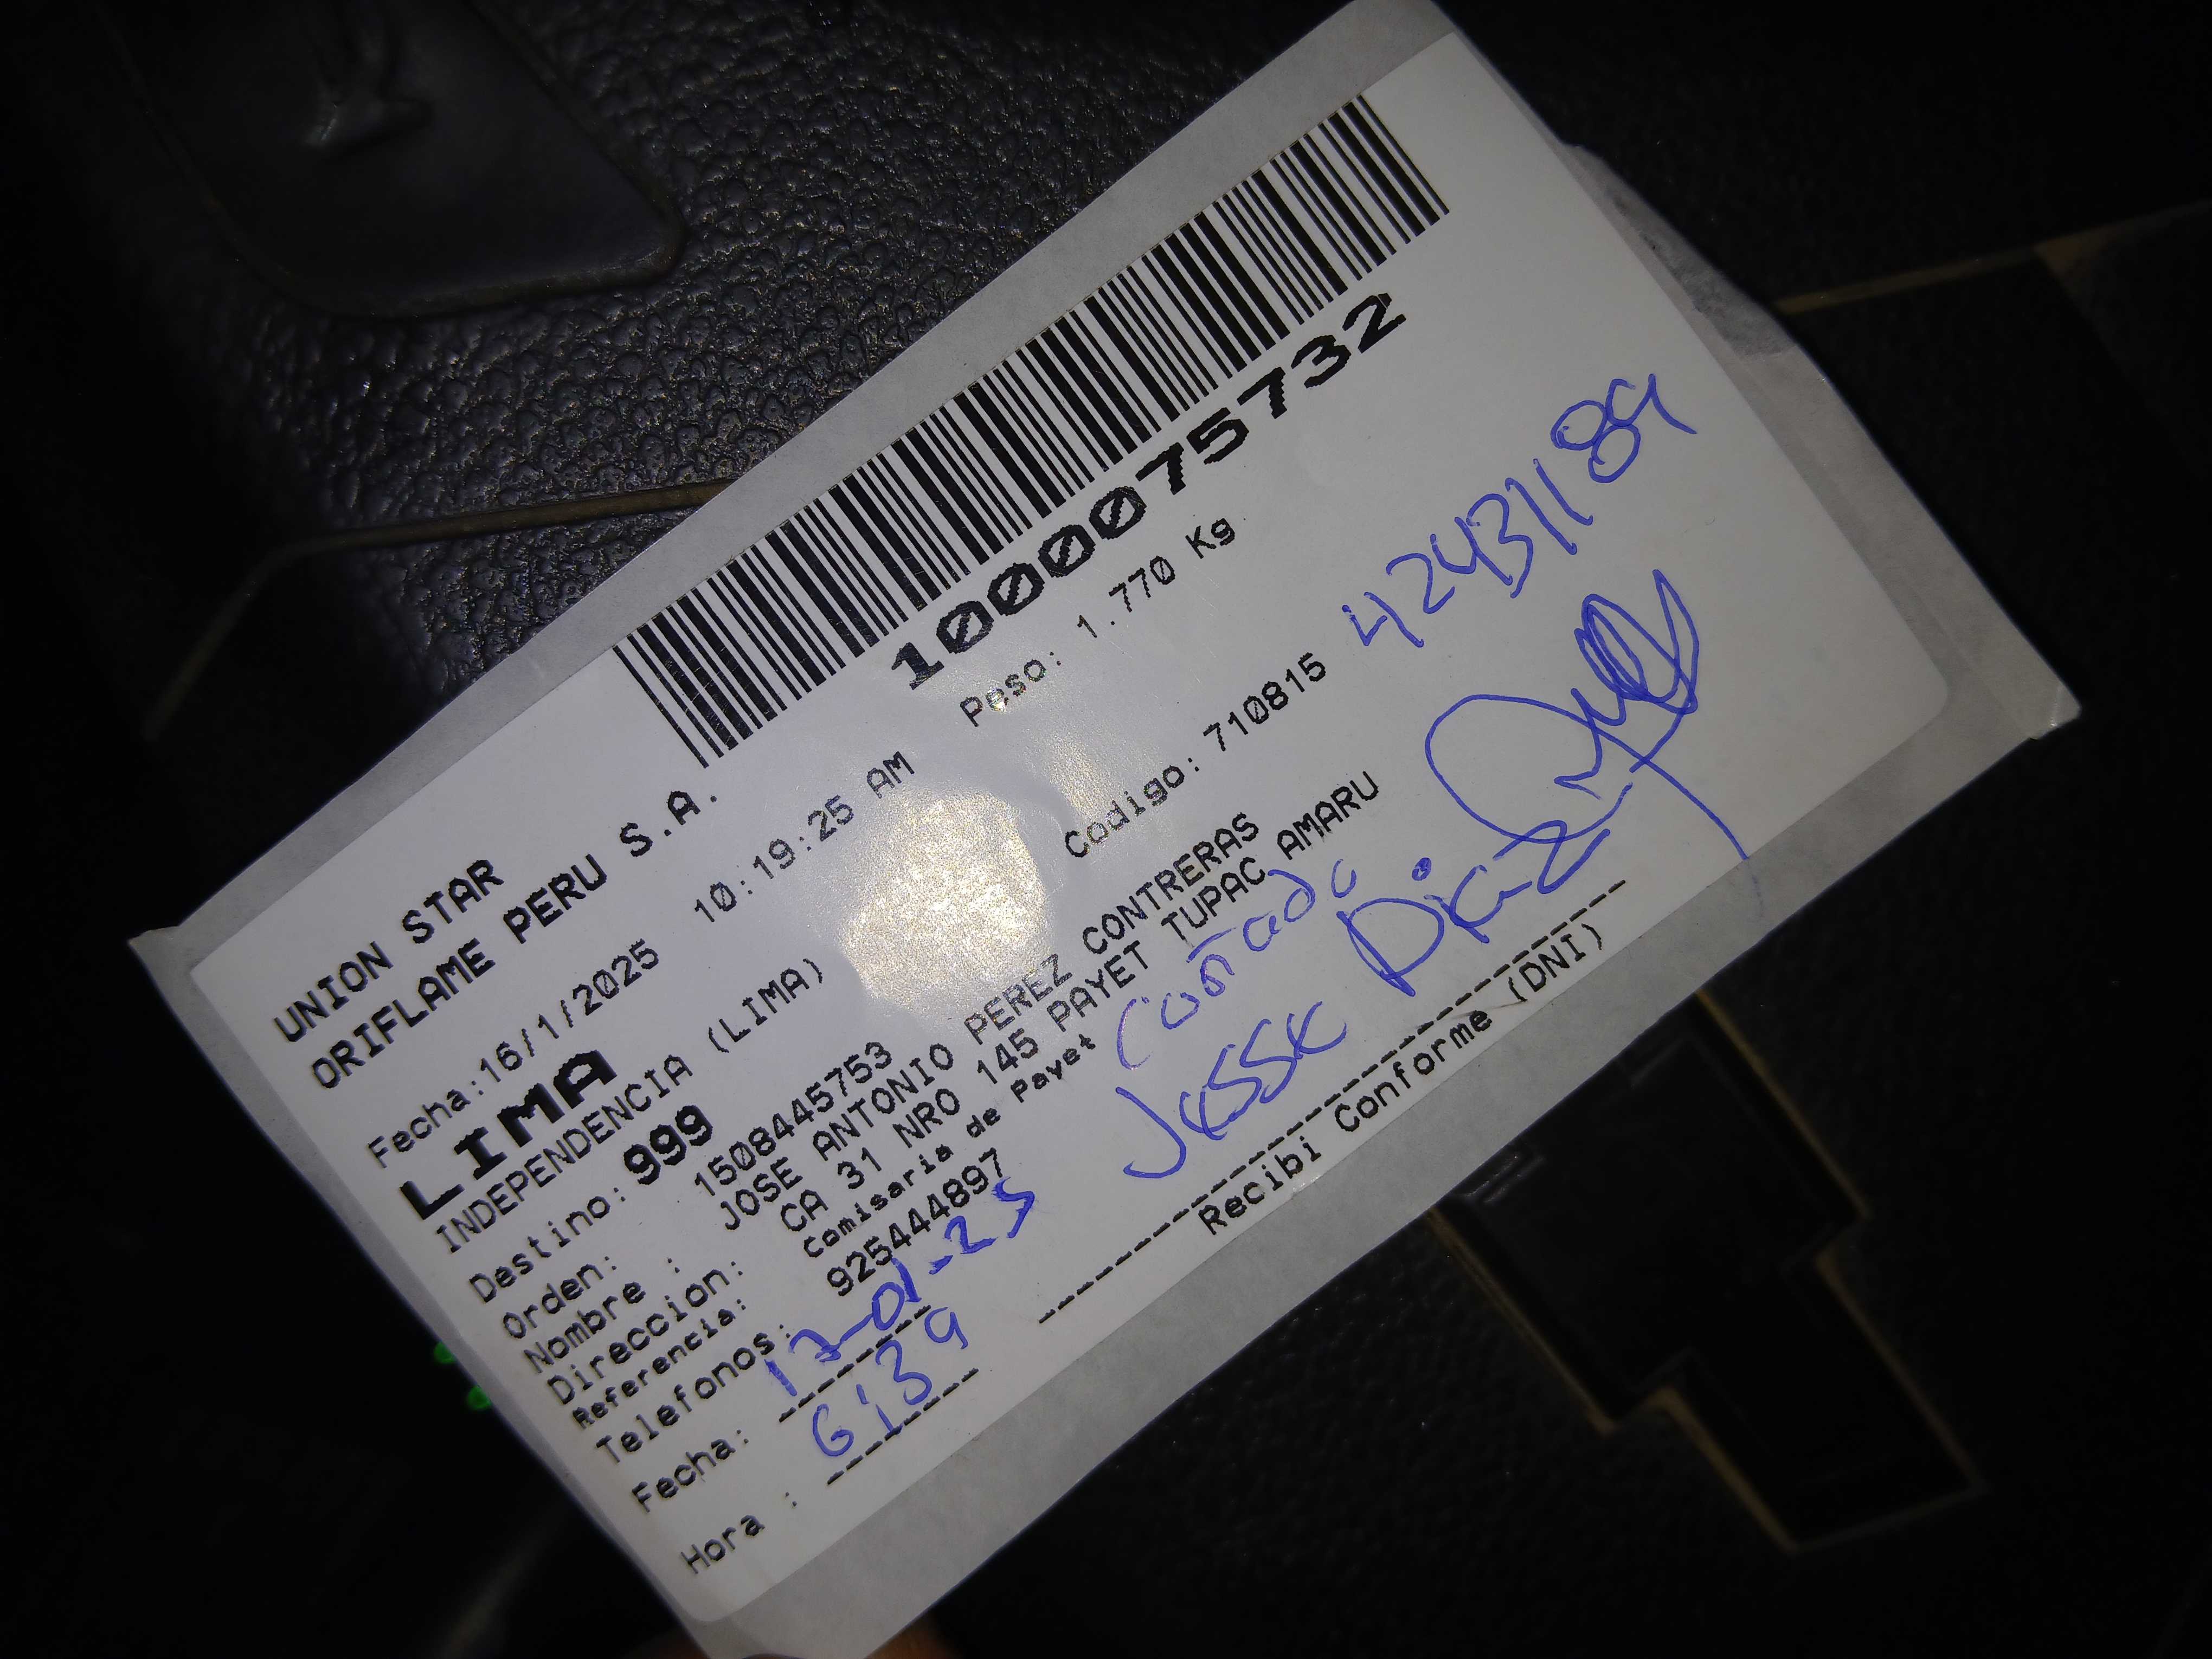 UNION STAR
ORIFLAME PERU S.A.
1000075732
Fecha:16/1/2025 10:19:25 AM Peso: 1.770 Kg
LIMA
INDEPENDENCIA (LIMA)
Destino: 999 Codigo: 710815 42431189
Orden: 1508445753
Nombre : JOSE ANTONIO PEREZ CONTRERAS
Direccion: CA 31 NRO 145 PAYET TUPAC AMARU
Referencia: Comisaria de Payet Coñado
Telefonos: 925444897
Jesse Diaz
Fecha: 17-01-25
Hora : 6:39
Recibi Conforme (DNI)